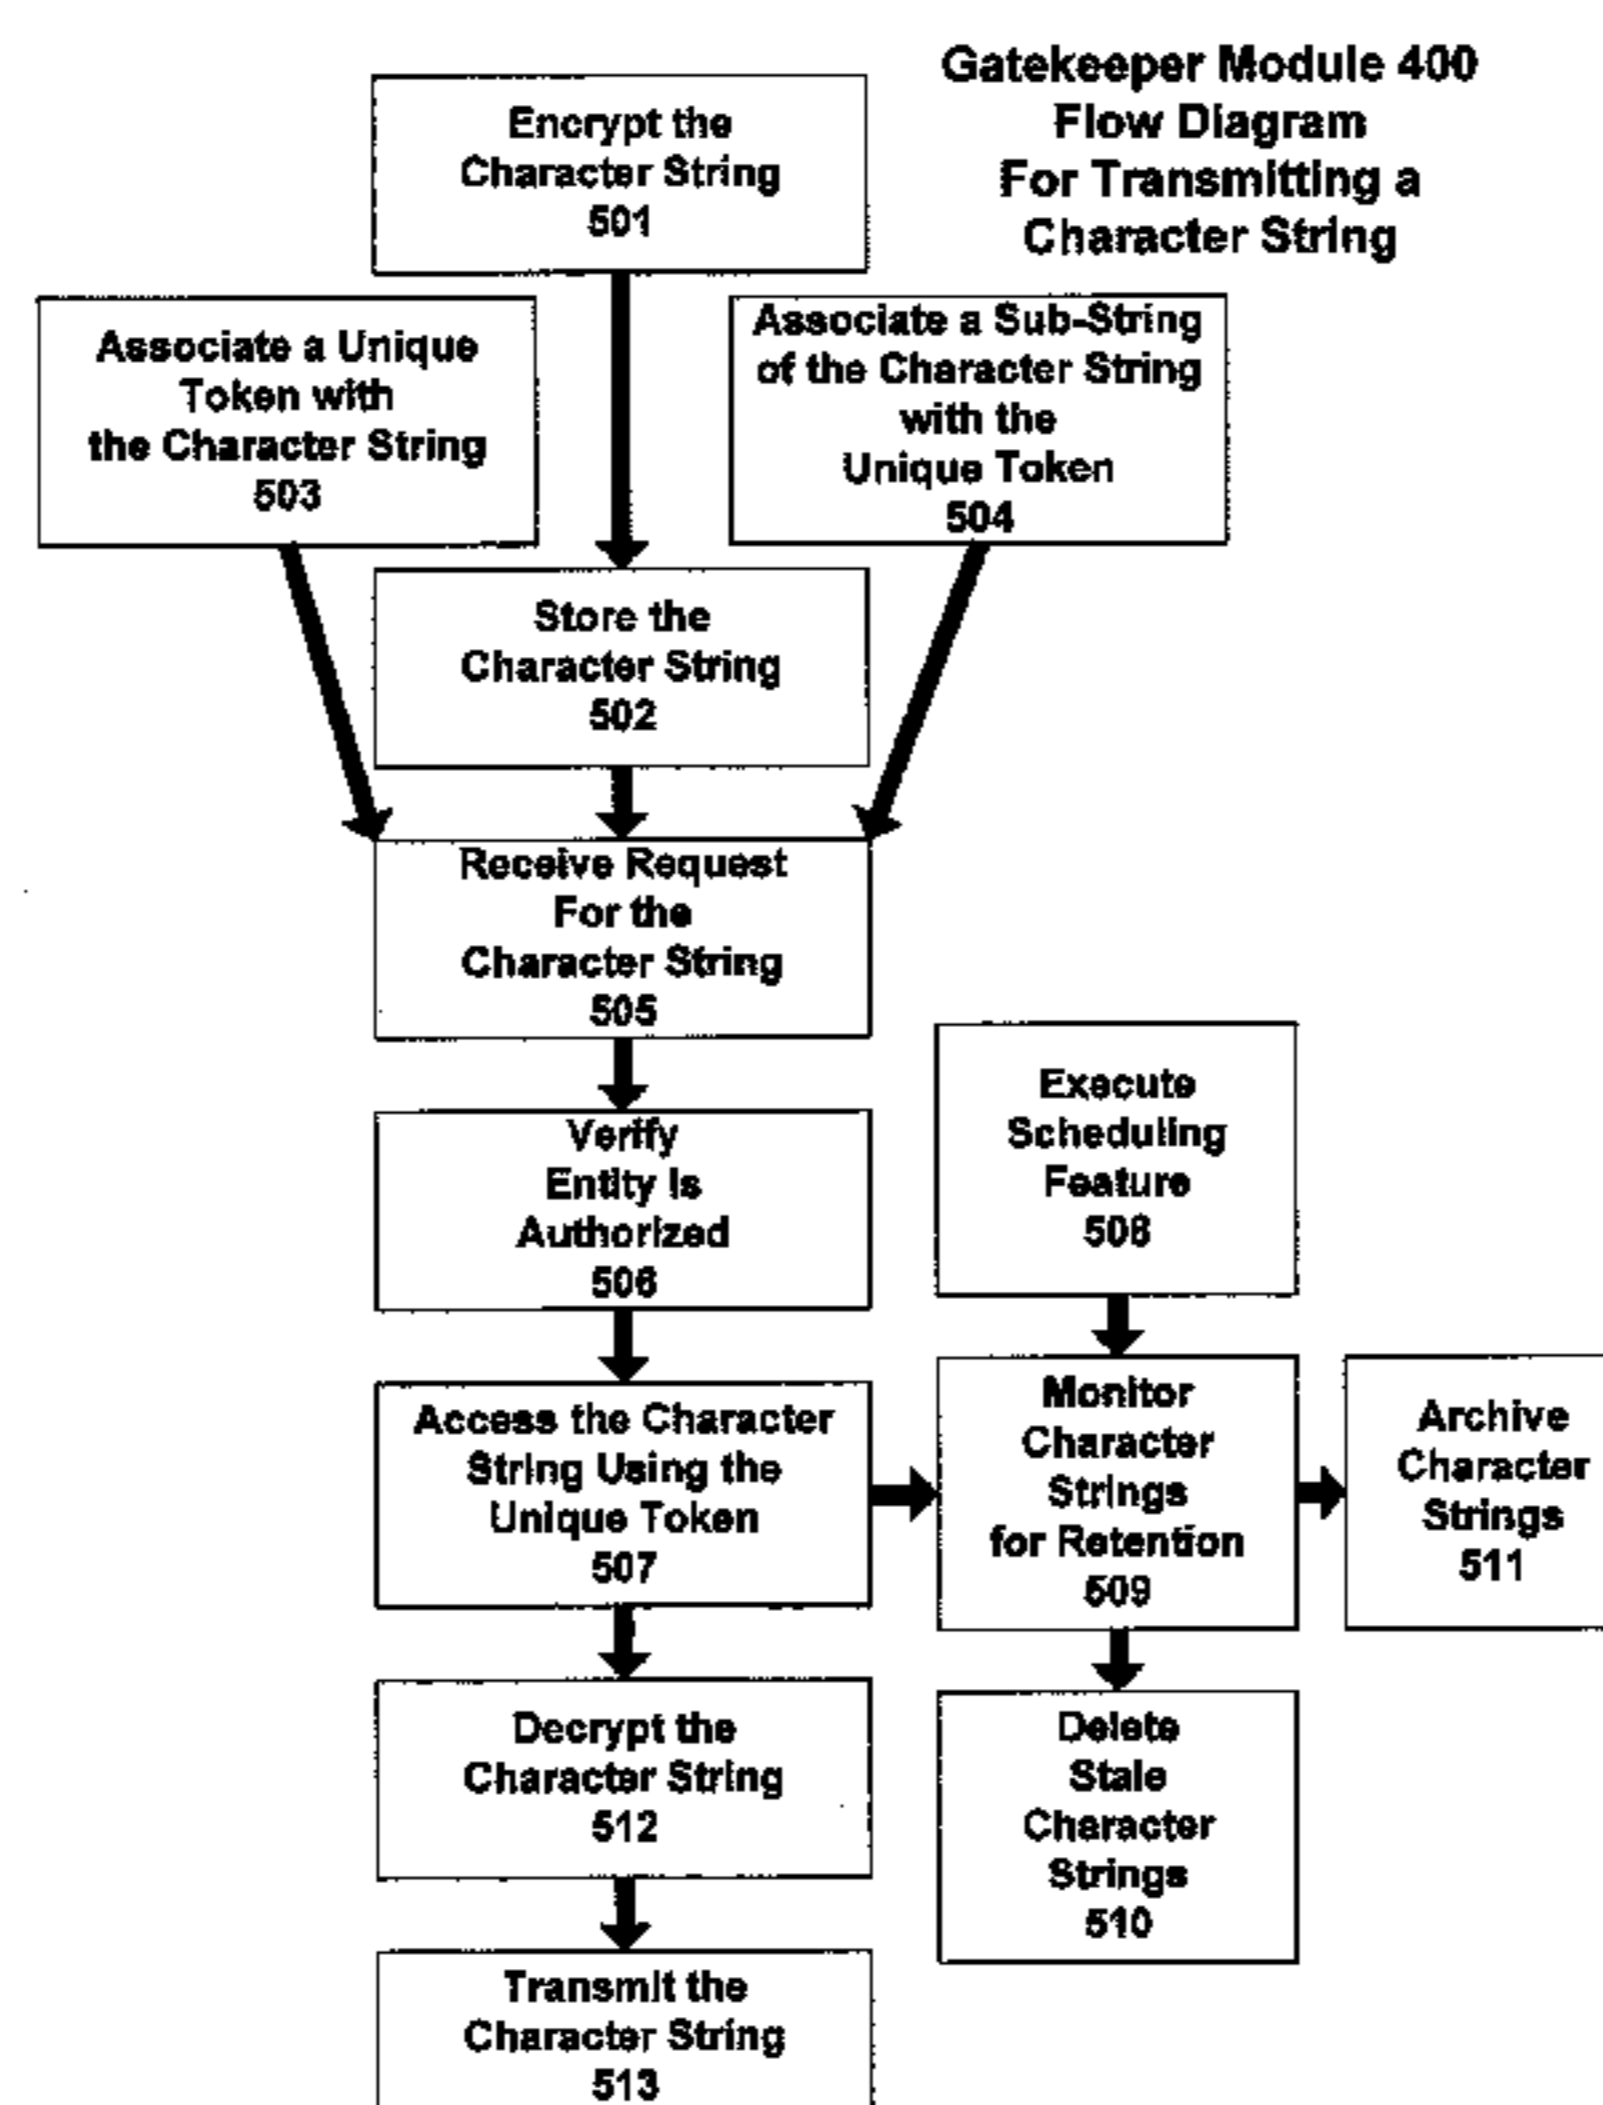 Gatekeeper Module 400
Flow Diagram
For Transmitting a
Character String
Encrypt the
Character String
501
Associate a Unique
Token with
the Character String
503
Associate a Sub-String
of the Character String
with the
Unique Token
504
Store the
Character String
502
Receive Request
For the
Character String
505
Verify
Entity Is
Authorized
506
Execute
Scheduling
Feature
508
Access the Character
String Using the
Unique Token
507
Monitor
Character
Strings
for Retention
509
Archive
Character
Strings
511
Decrypt the
Character String
512
Delete
Stale
Character
Strings
510
Transmit the
Character String
513